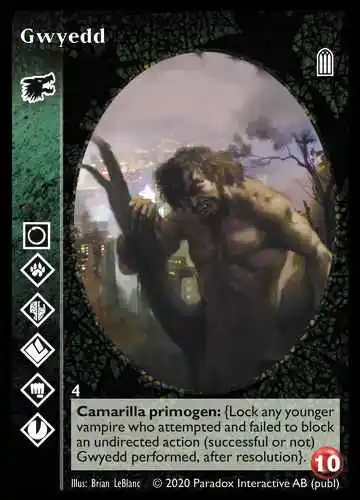 Gwyedd
4
Camarilla primogen: {Lock any younger
vampire who attempted and failed to block
an undirected action (successful or not)
Gwyedd performed, after resolution}.
10
Illus: Brian LeBlanc © 2020 Paradox Interactive AB (publ)